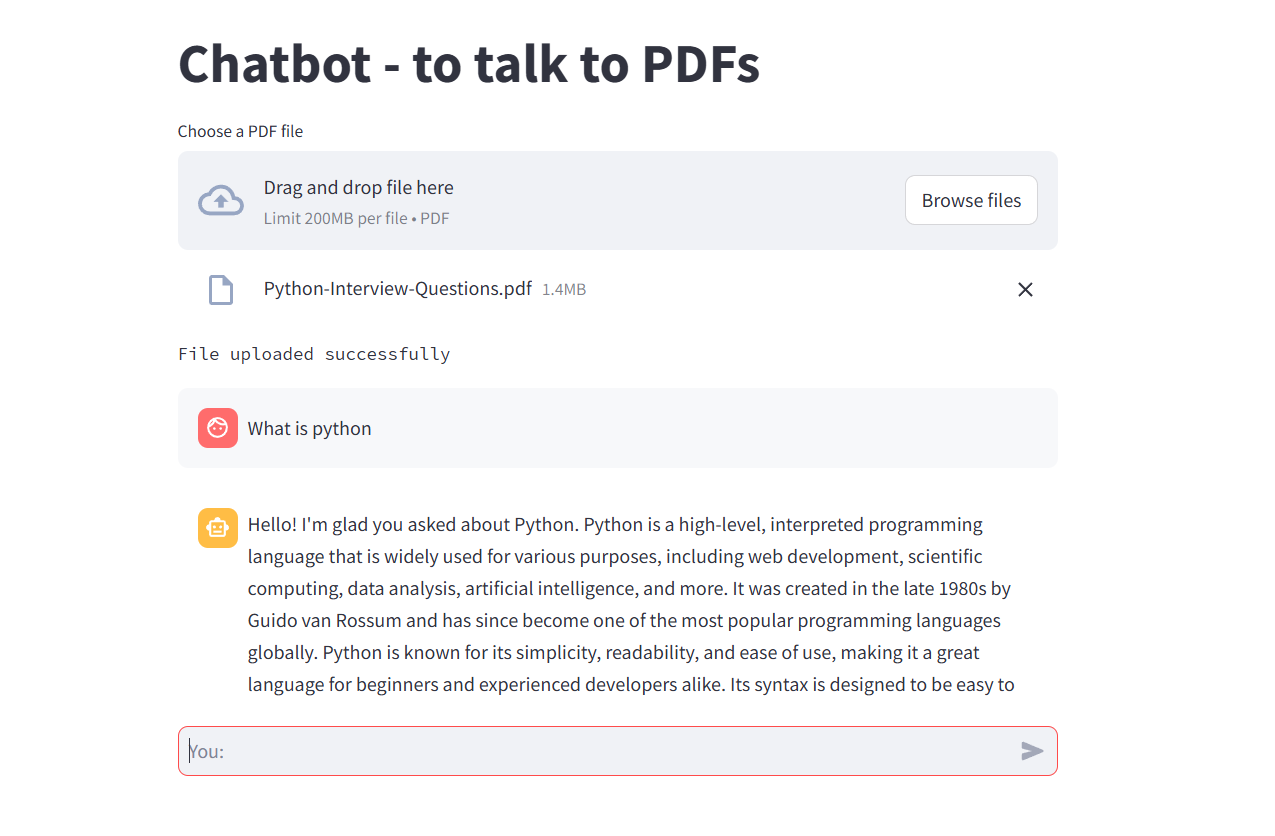 Chatbot - to talk to PDFs
Choose a PDF file
Drag and drop file here
Limit 200MB per file • PDF
Browse files
Python-Interview-Questions.pdf 1.4MB
File uploaded successfully
What is python
Hello! I'm glad you asked about Python. Python is a high-level, interpreted programming
language that is widely used for various purposes, including web development, scientific
computing, data analysis, artificial intelligence, and more. It was created in the late 1980s by
Guido van Rossum and has since become one of the most popular programming languages
globally. Python is known for its simplicity, readability, and ease of use, making it a great
language for beginners and experienced developers alike. Its syntax is designed to be easy to
You: